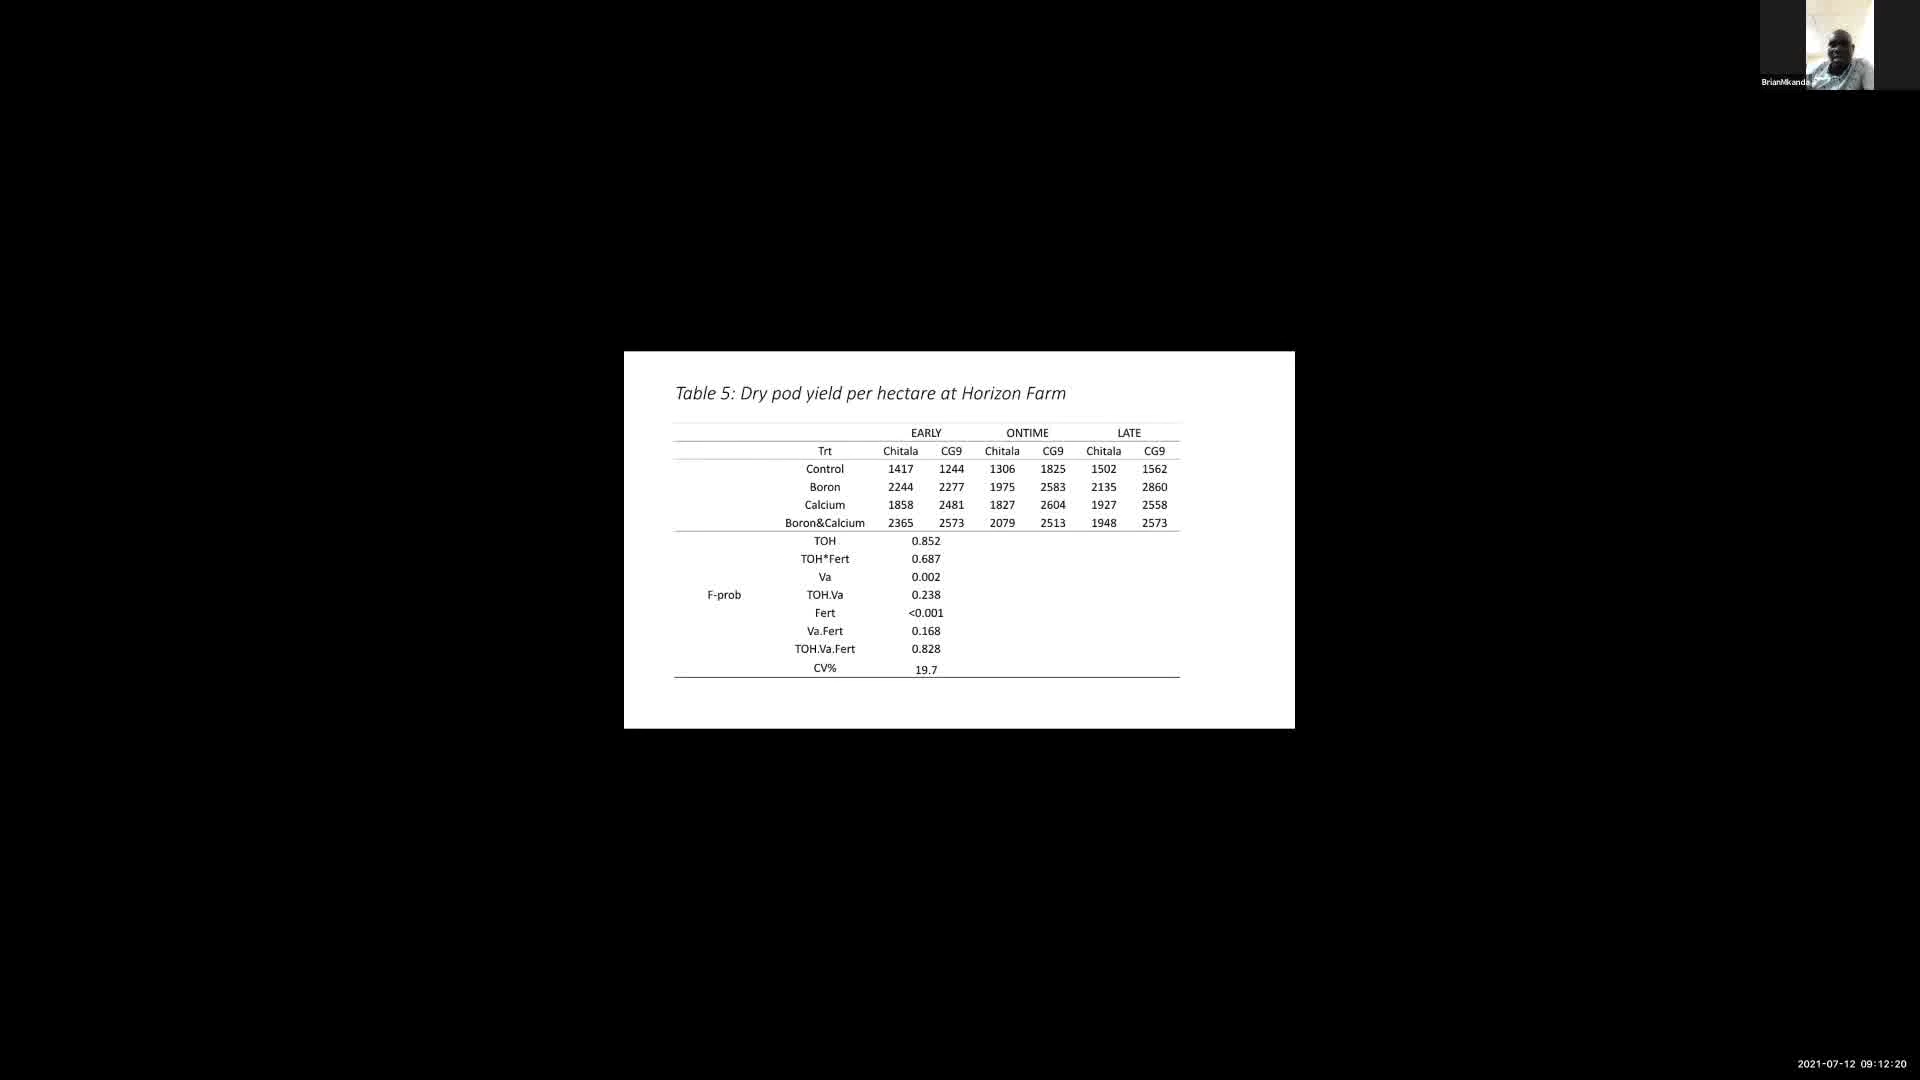 BrianMkanda
Table 5: Dry pod yield per hectare at Horizon Farm
EARLY ONTIME LATE
Trt Chitala CG9 Chitala CG9 Chitala CG9
Control 1417 1244 1306 1825 1502 1562
Boron 2244 2277 1975 2583 2135 2860
Calcium 1858 2481 1827 2604 1927 2558
Boron&Calcium 2365 2573 2079 2513 1948 2573
TOH 0.852
TOH*Fert 0.687
Va 0.002
F-prob TOH.Va 0.238
Fert <0.001
Va.Fert 0.168
TOH.Va.Fert 0.828
CV% 19.7
2021-07-12 09:12:20